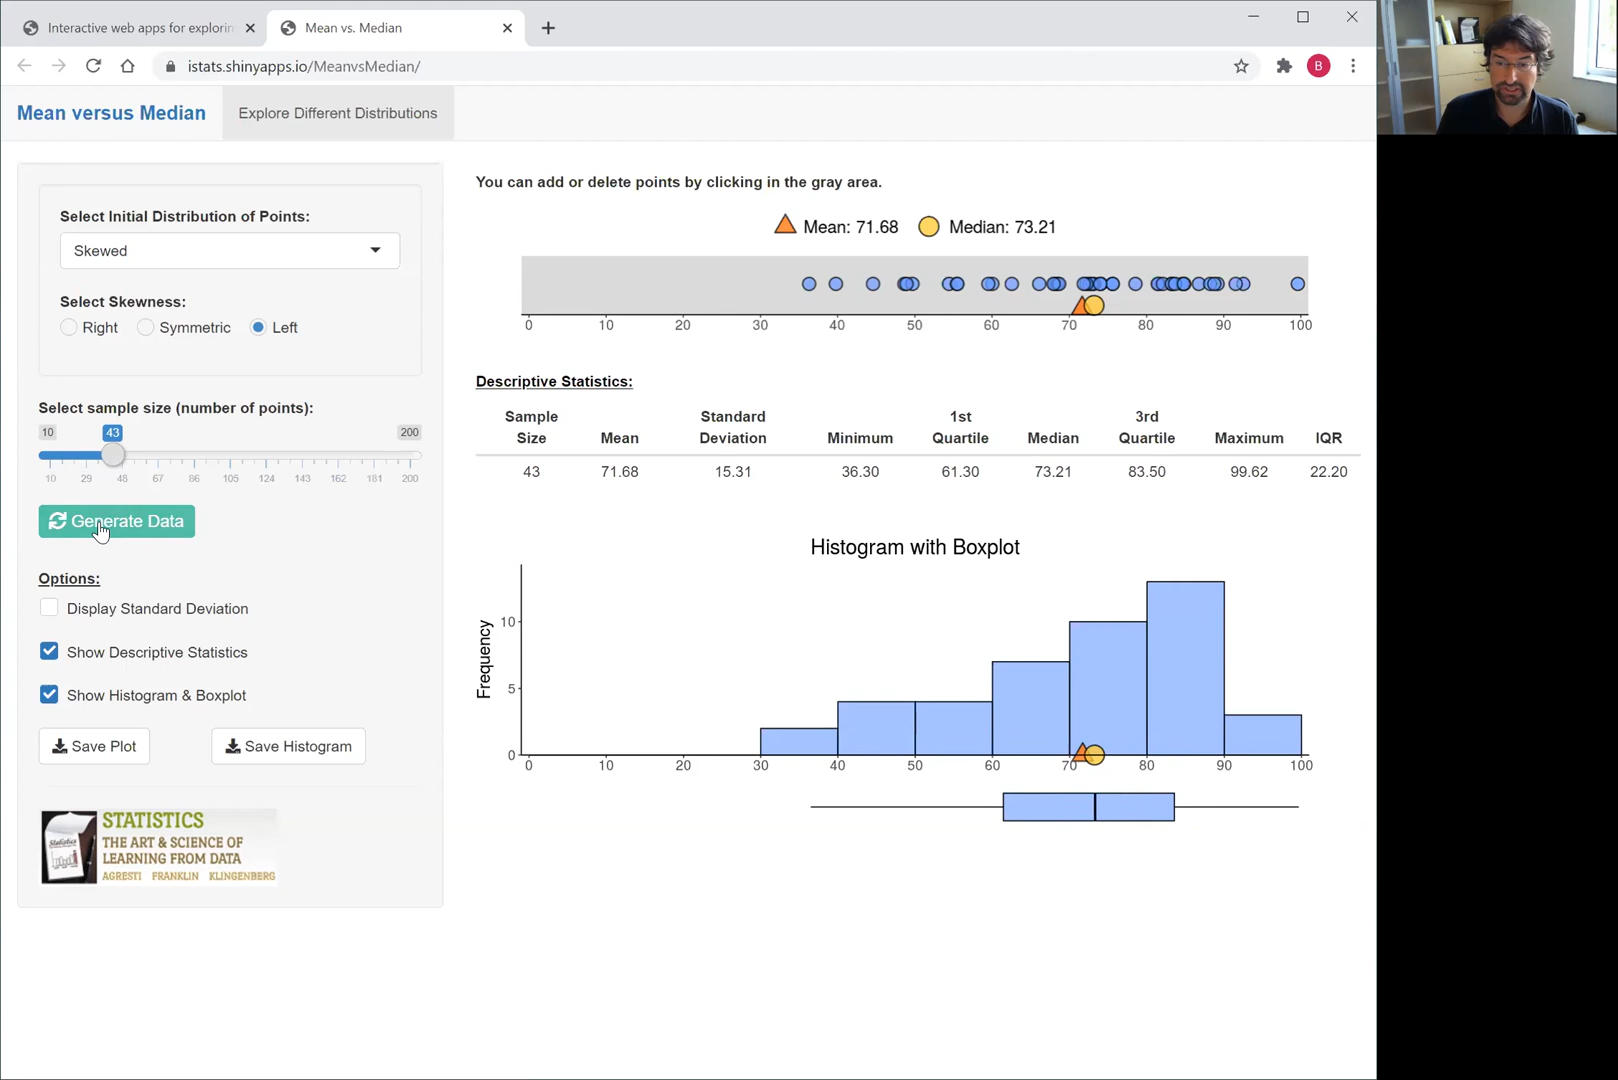 Interactive web apps for explorin
Mean vs. Median
istats.shinyapps.io/MeanvsMedian/
B
Mean versus Median
Explore Different Distributions
Select Initial Distribution of Points:
Skewed
Select Skewness:
Right Symmetric Left
Select sample size (number of points):
10 43 200
10 29 48 67 86 105 124 143 162 181 200
Generate Data
Options:
Display Standard Deviation
Show Descriptive Statistics
Show Histogram & Boxplot
Save Plot Save Histogram
STATISTICS
THE ART & SCIENCE OF
LEARNING FROM DATA
AGRESTI FRANKLIN KLINGENBERG
You can add or delete points by clicking in the gray area.
Mean: 71.68 Median: 73.21
0 10 20 30 40 50 60 70 80 90 100
Descriptive Statistics:
Sample Standard 1st 3rd
Size Mean Deviation Minimum Quartile Median Quartile Maximum IQR
43 71.68 15.31 36.30 61.30 73.21 83.50 99.62 22.20
Histogram with Boxplot
Frequency
10
5
0
0 10 20 30 40 50 60 70 80 90 100